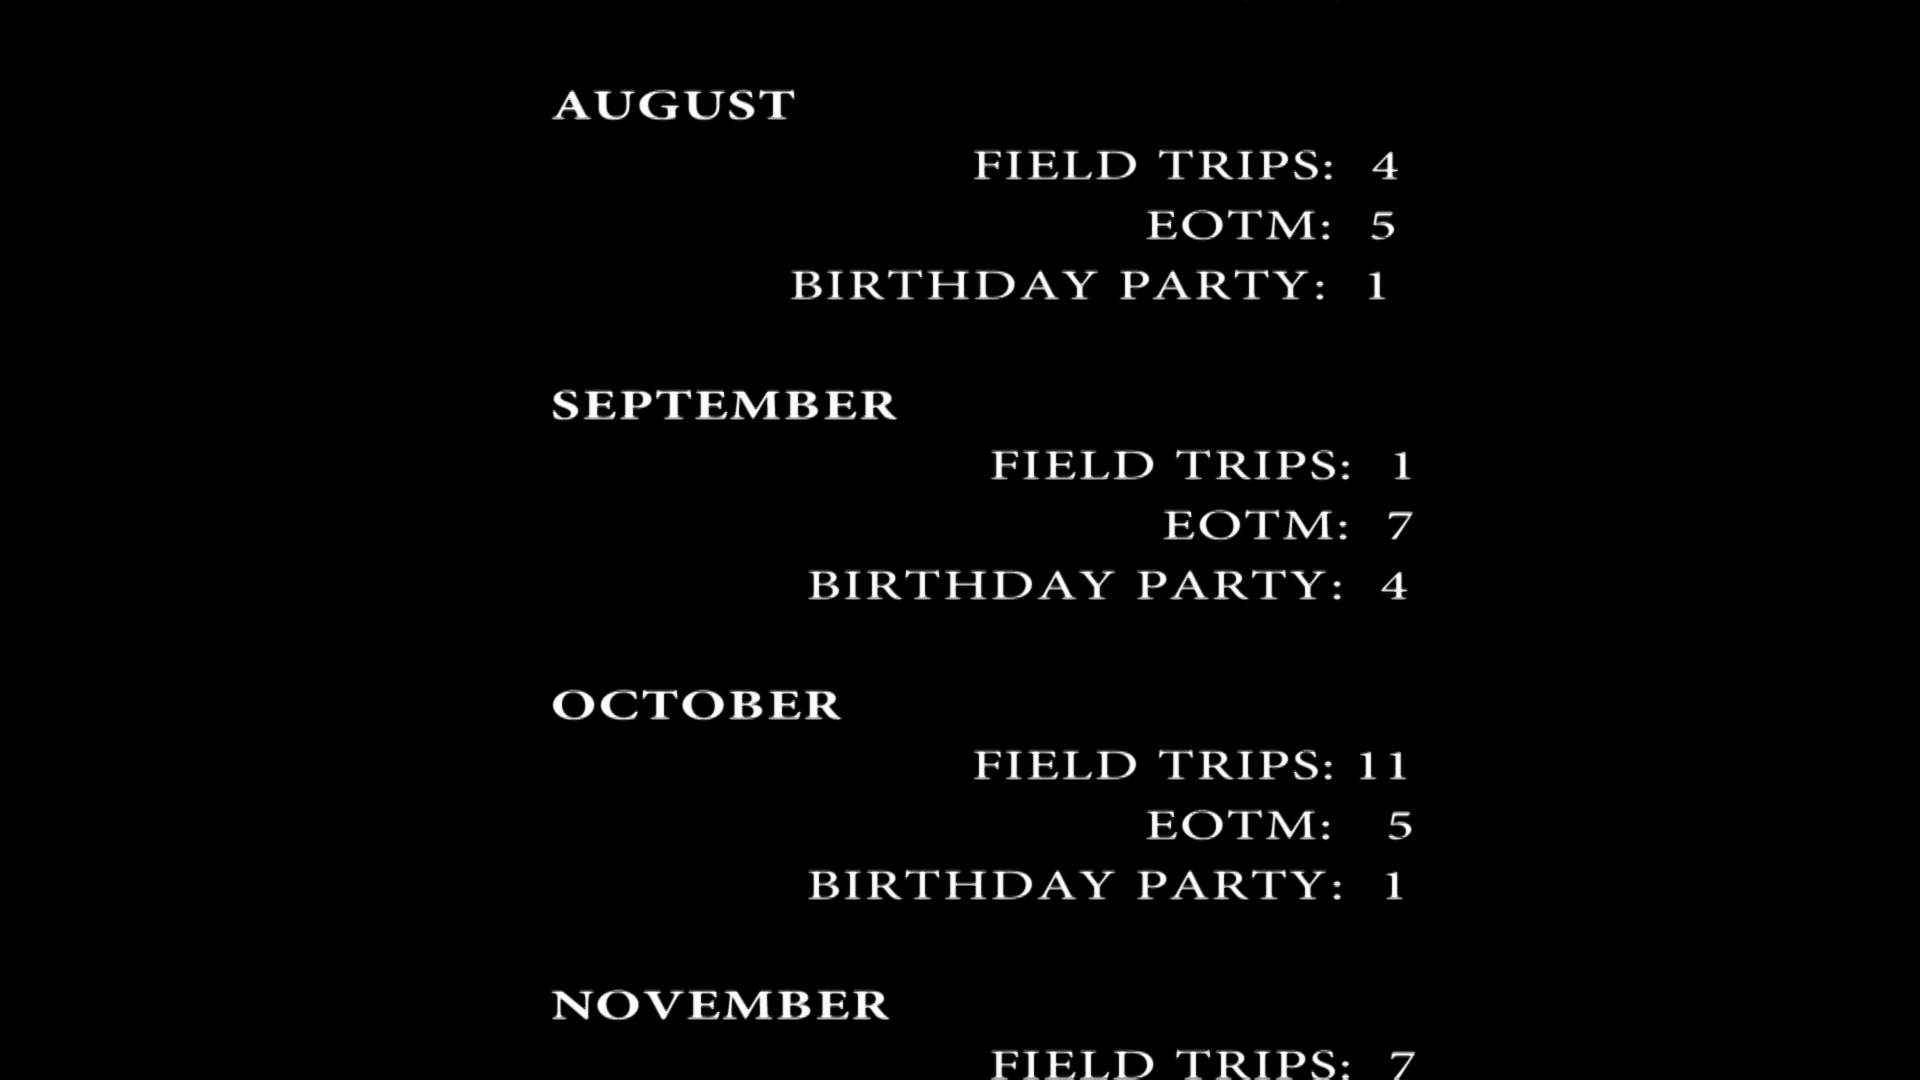 AUGUST
FIELD TRIPS: 4
EOTM: 5
BIRTHDAY PARTY: 1
SEPTEMBER
FIELD TRIPS: 1
EOTM: 7
BIRTHDAY PARTY: 4
OCTOBER
FIELD TRIPS: 11
EOTM: 5
BIRTHDAY PARTY: 1
NOVEMBER
FIELD TRIPS: 7